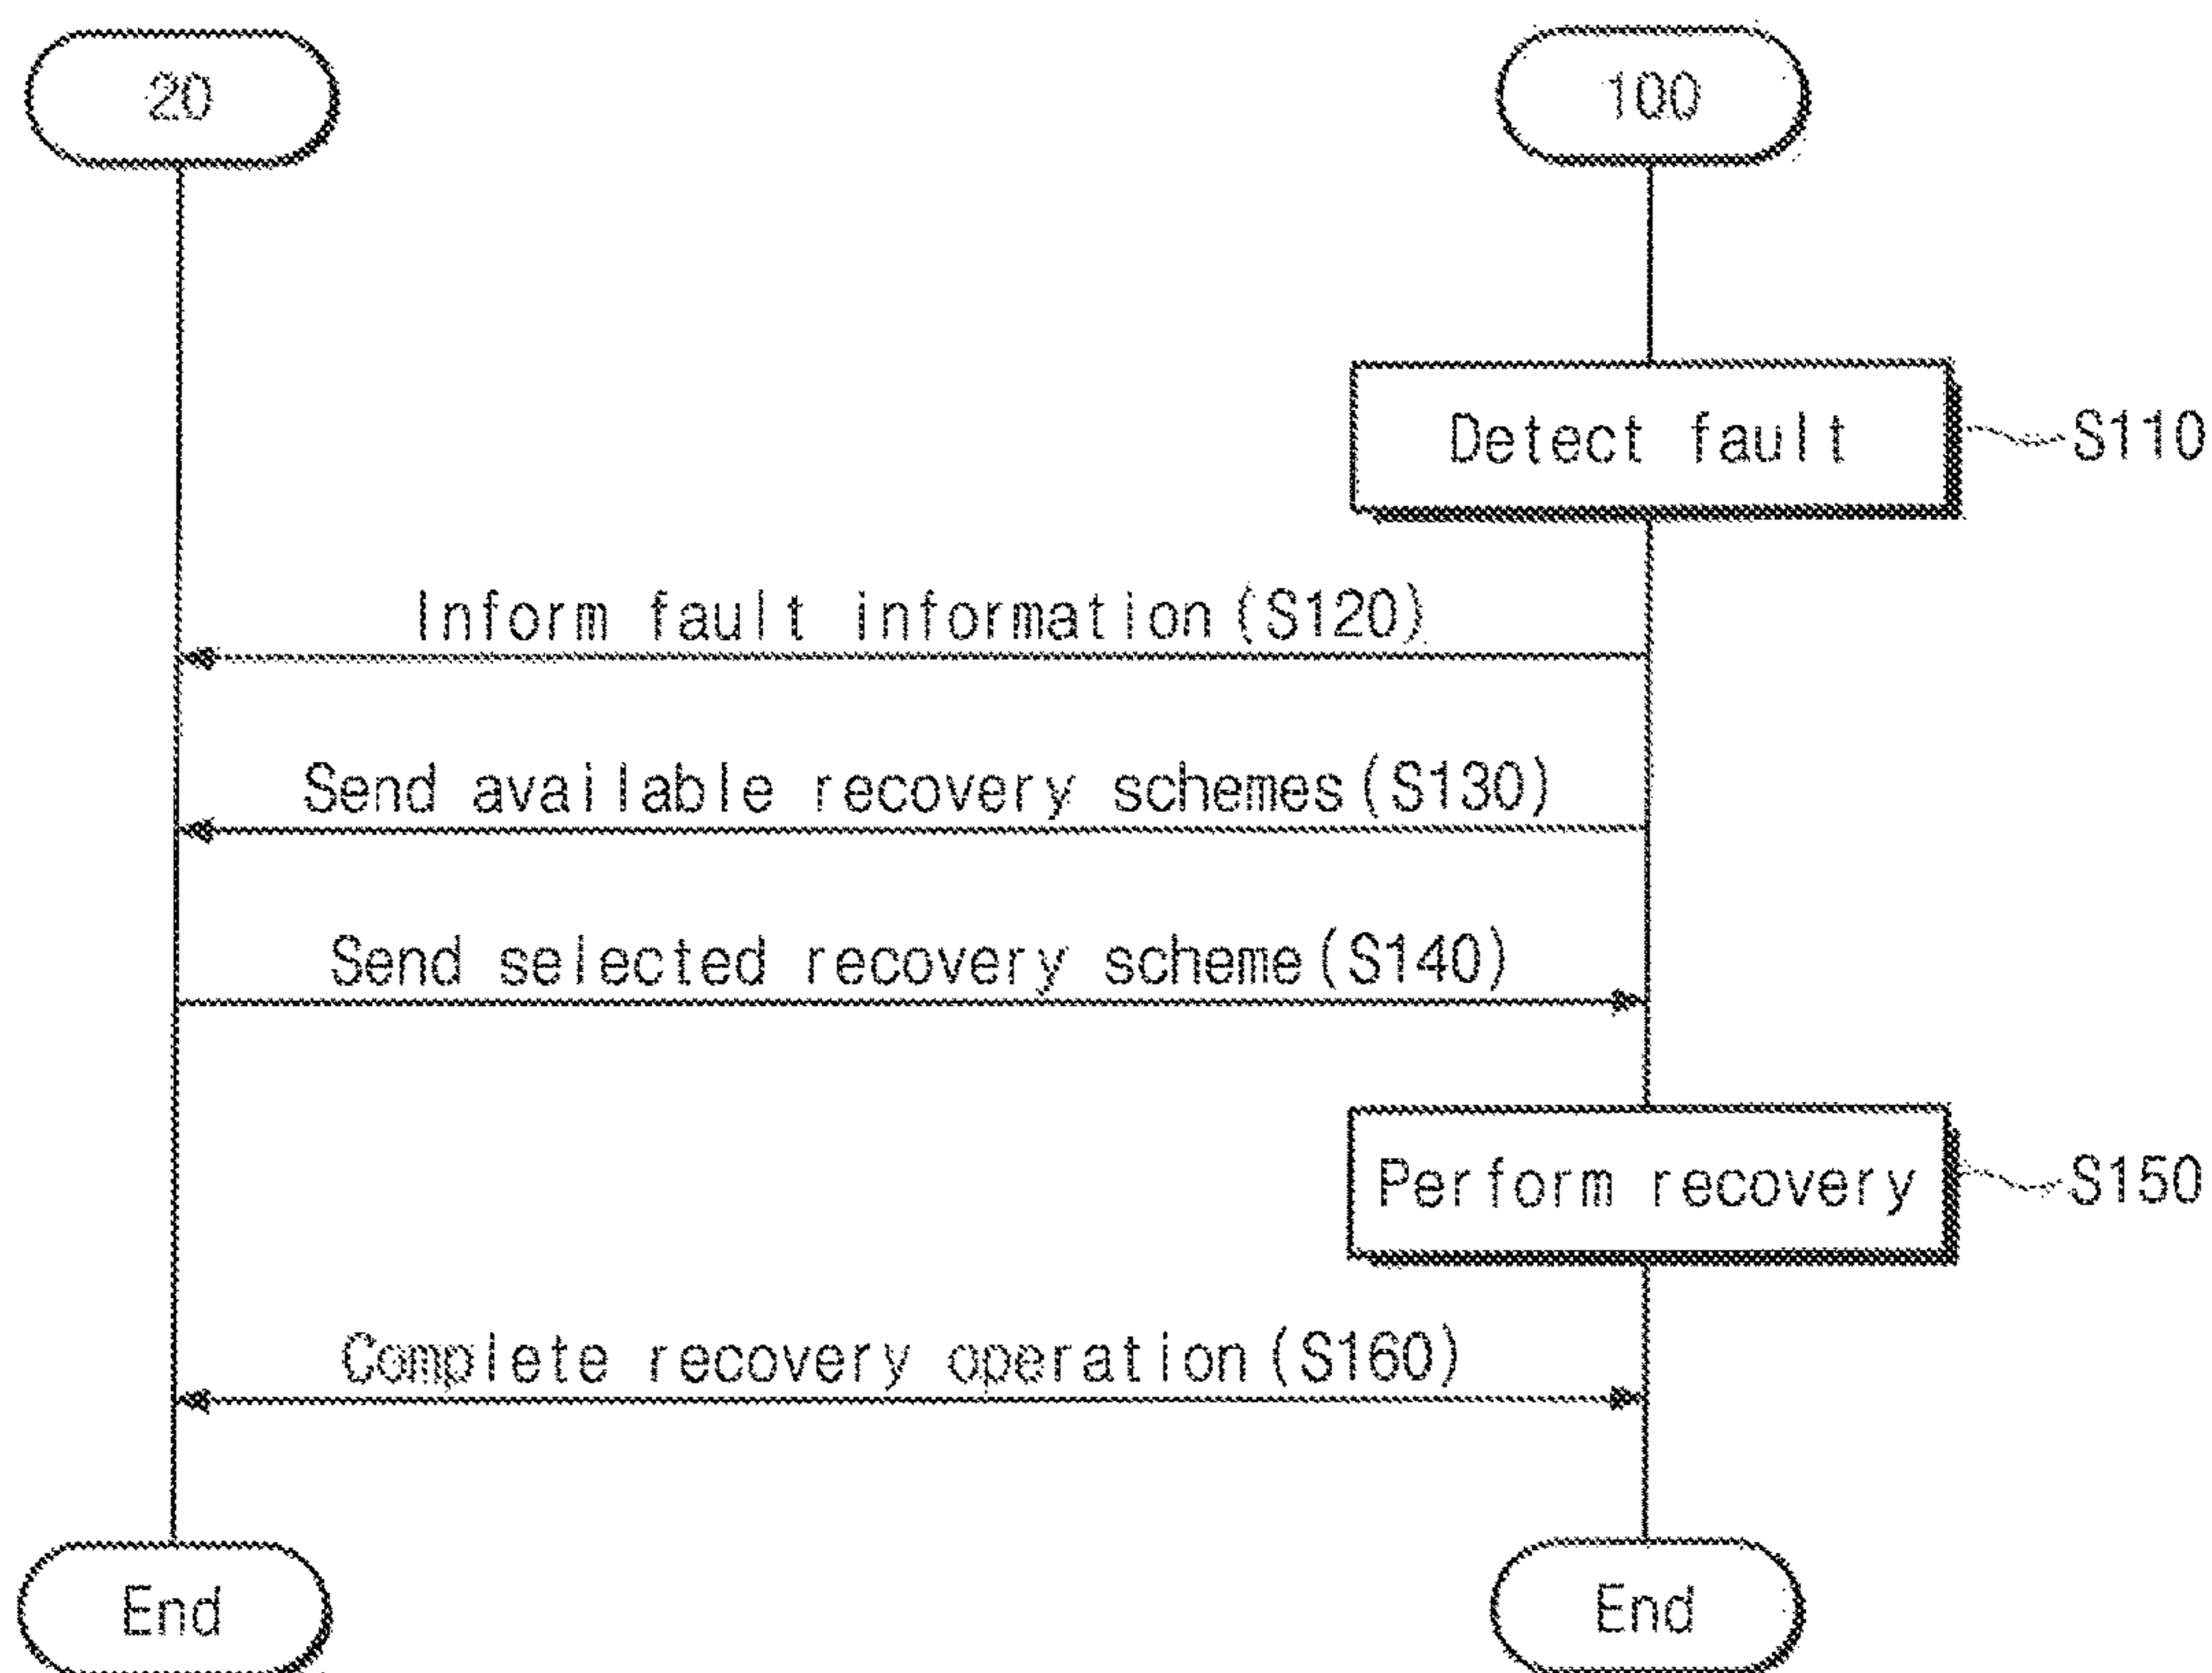 20
100
Detect fault
S110
Inform fault information(S120)
Send available recovery schemes(S130)
Send selected recovery scheme(S140)
Perform recovery
S150
Complete recovery operation(S160)
End
End